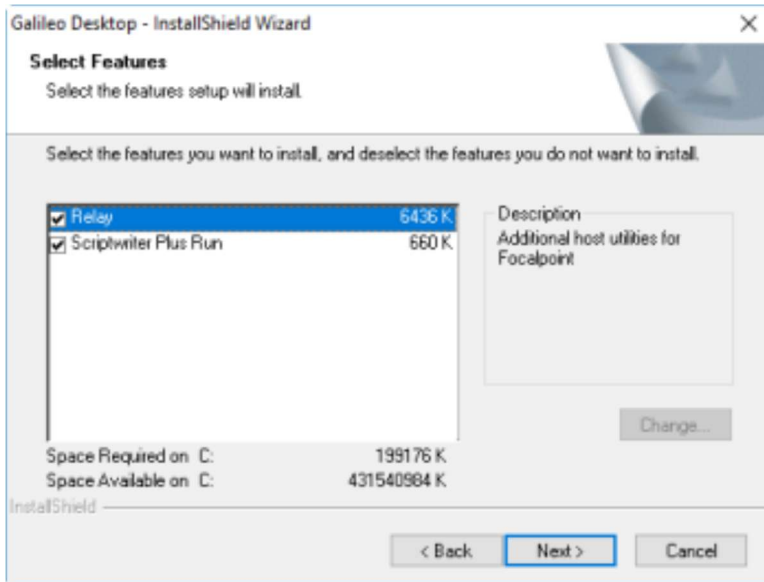 Galileo Desktop - InstallShield Wizard
Select Features
Select the features setup will install.
Select the features you want to install, and deselect the features you do not want to install.
Relay 6436 K
Scriptwriter Plus Run 660 K
Description
Additional host utilities for
Focalpoint
Change...
Space Required on C: 199176 K
Space Available on C: 431540984 K
InstallShield
< Back Next > Cancel